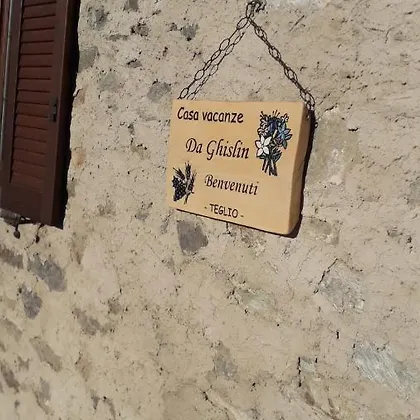 Casa vacanze
Da Ghislin
Benvenuti
- TEGLIO -